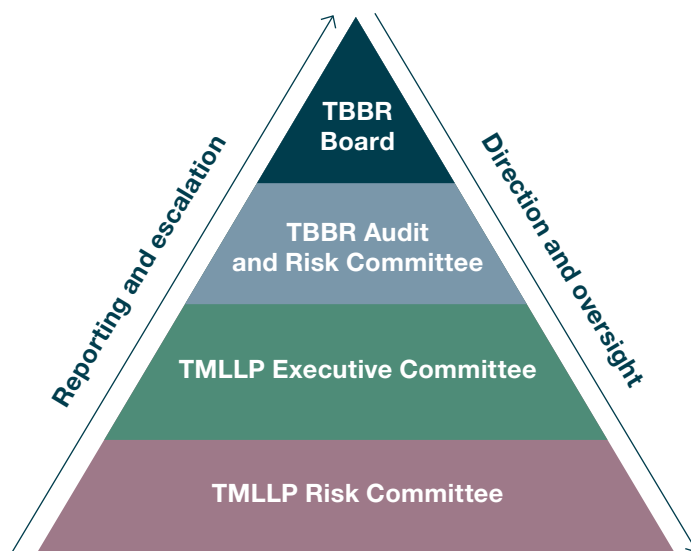 TBBR
Board
Reporting and escalation
Direction and oversight
TBBR Audit
and Risk Committee
TMLLP Executive Committee
TMLLP Risk Committee